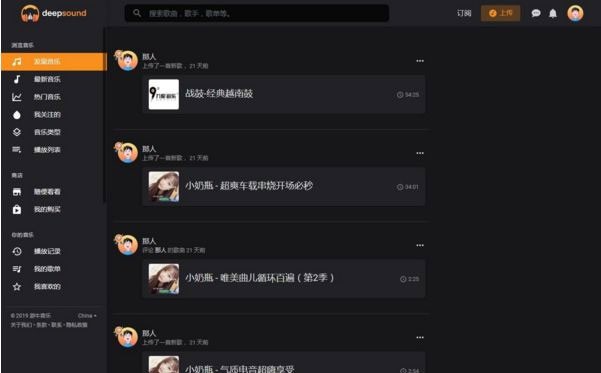 deepsound
搜索歌曲，歌手，歌单等。
订阅
上传
浏览音乐
发现音乐
最新音乐
热门音乐
我关注的
音乐类型
播放列表
商店
随便看看
我的购买
你的音乐
播放记录
我的歌单
我喜欢的
© 2019 游牛音乐
China
关于我们 · 条款 · 联系 · 隐私政策
那人
上传了一首新歌，21 天前
战鼓-经典越南鼓
54:25
那人
上传了一首新歌，21 天前
小奶瓶 - 超爽车载串烧开场必秒
34:01
那人
评论 那人 的歌曲 21 天前
小奶瓶 - 唯美曲儿循环百遍（第2季）
2:25
那人
上传了一首新歌，21 天前
小奶瓶 - 气质电音超嗨享受
2:54